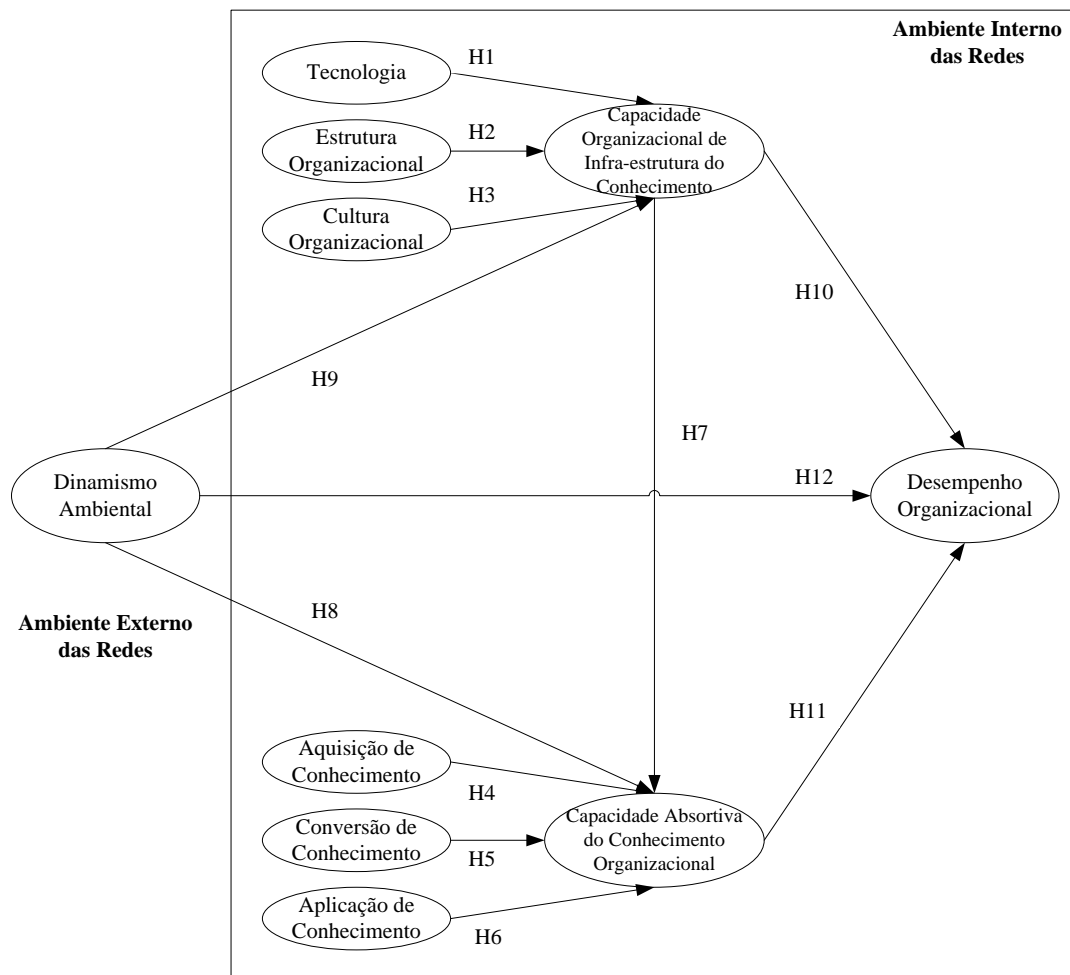 Ambiente Interno
das Redes
H1
Tecnologia
Capacidade
Organizacional de
Infra-estrutura do
Conhecimento
H2
Estrutura
Organizacional
H3
Cultura
Organizacional
H10
H9
H7
Dinamismo
Ambiental
H12
Desempenho
Organizacional
H8
Ambiente Externo
das Redes
H11
Aquisição de
Conhecimento
H4
Capacidade Absortiva
do Conhecimento
Organizacional
Conversão de
Conhecimento
H5
Aplicação de
Conhecimento
H6